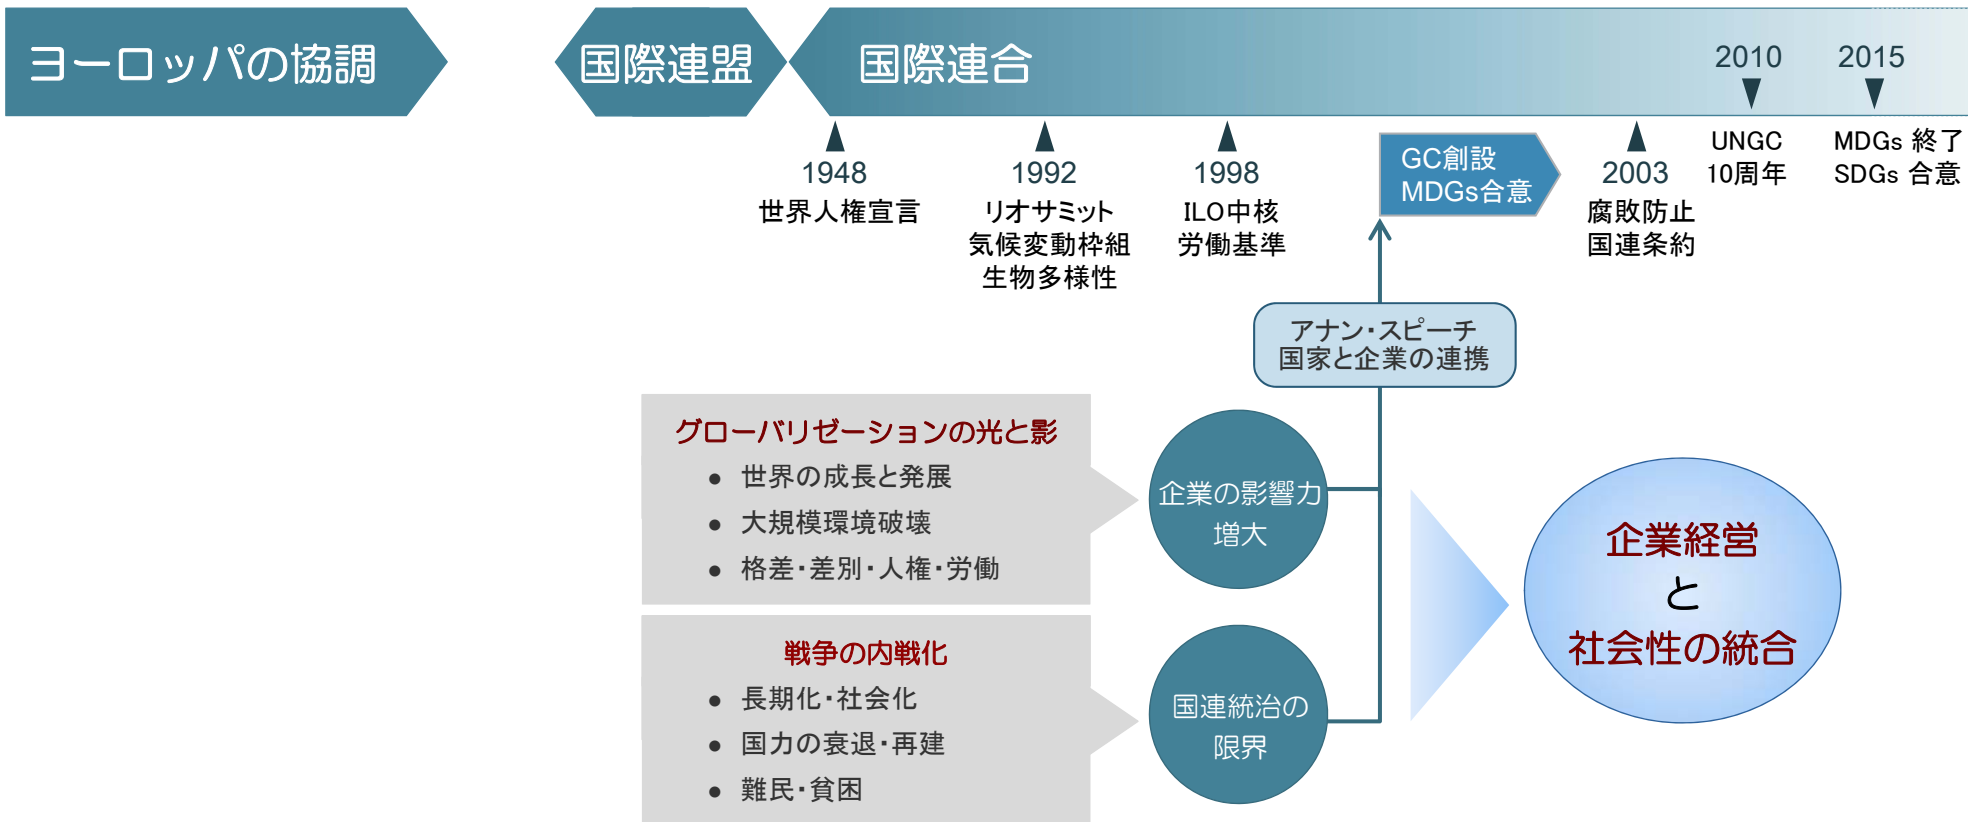 ヨーロッパの協調
国際連盟
国際連合
2010
2015
UNGC
10周年
MDGs 終了
SDGs 合意
1948
世界人権宣言
1992
リオサミット
気候変動枠組
生物多様性
1998
ILO中核
労働基準
GC創設
MDGs合意
2003
腐敗防止
国連条約
アナン・スピーチ
国家と企業の連携
グローバリゼーションの光と影
● 世界の成長と発展
● 大規模環境破壊
● 格差・差別・人権・労働
企業の影響力
増大
戦争の内戦化
● 長期化・社会化
● 国力の衰退・再建
● 難民・貧困
国連統治の
限界
企業経営
と
社会性の統合